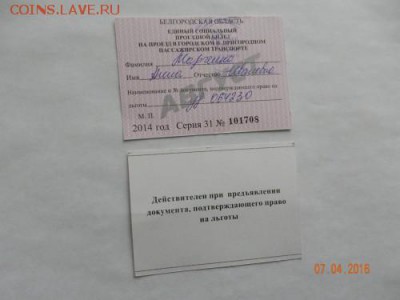 COINS.LAVE.RU
БЕЛГОРОДСКАЯ ОБЛАСТЬ
ЕДИНЫЙ СОЦИАЛЬНЫЙ
ПРОЕЗДНОЙ БИЛЕТ
НА ПРОЕЗД В ГОРОДСКОМ И ПРИГОРОДНОМ
ПАССАЖИРСКОМ ТРАНСПОРТЕ
Фамилия
Имя Отчество
Наименование и № документа, подтверждающего право на
льготы
АВГУСТ
М. П.
2014 год Серия 31 № 101708
Действителен при предъявлении
документа, подтверждающего право
на льготы
07.04.2016